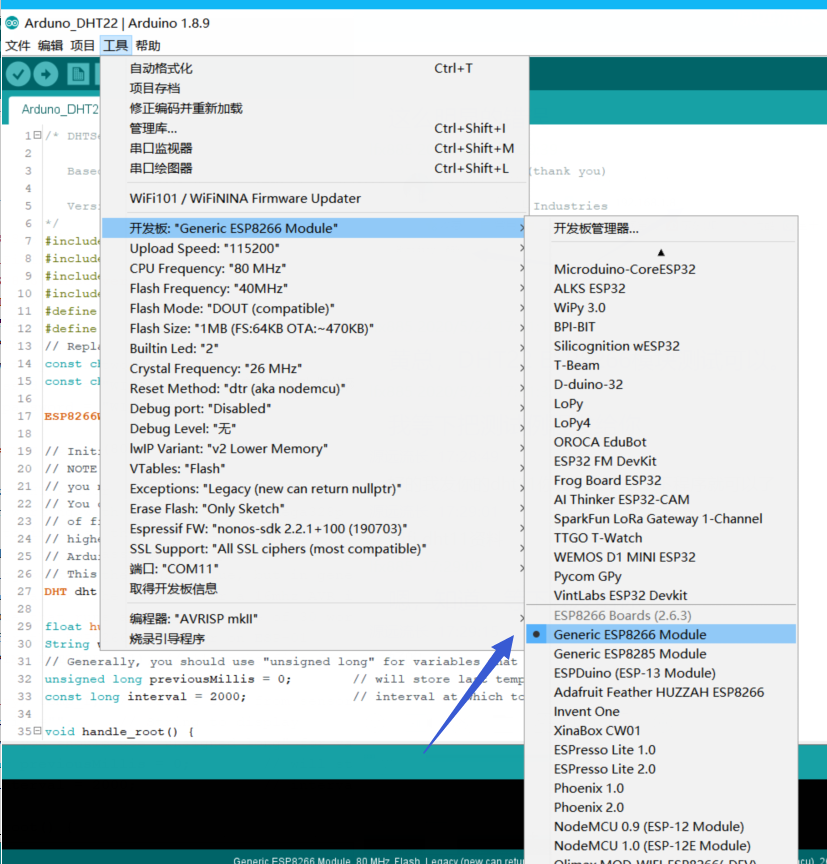 Arduno_DHT22 | Arduino 1.8.9
文件 编辑 项目 工具 帮助
Arduno_DHT2
自动格式化 Ctrl+T
项目存档
修正编码并重新加载
管理库... Ctrl+Shift+I
串口监视器 Ctrl+Shift+M
串口绘图器 Ctrl+Shift+L
WiFi101 / WiFiNINA Firmware Updater
开发板: "Generic ESP8266 Module"
Upload Speed: "115200"
CPU Frequency: "80 MHz"
Flash Frequency: "40MHz"
Flash Mode: "DOUT (compatible)"
Flash Size: "1MB (FS:64KB OTA:~470KB)"
Builtin Led: "2"
Crystal Frequency: "26 MHz"
Reset Method: "dtr (aka nodemcu)"
Debug port: "Disabled"
Debug Level: "无"
lwIP Variant: "v2 Lower Memory"
VTables: "Flash"
Exceptions: "Legacy (new can return nullptr)"
Erase Flash: "Only Sketch"
Espressif FW: "nonos-sdk 2.2.1+100 (190703)"
SSL Support: "All SSL ciphers (most compatible)"
端口: "COM11"
取得开发板信息
编程器: "AVRISP mkII"
烧录引导程序
开发板管理器...
Microduino-CoreESP32
ALKS ESP32
WiPy 3.0
BPI-BIT
Silicognition wESP32
T-Beam
D-duino-32
LoPy
LoPy4
OROCA EduBot
ESP32 FM DevKit
Frog Board ESP32
AI Thinker ESP32-CAM
SparkFun LoRa Gateway 1-Channel
TTGO T-Watch
WEMOS D1 MINI ESP32
Pycom GPy
VintLabs ESP32 Devkit
ESP8266 Boards (2.6.3)
Generic ESP8266 Module
Generic ESP8285 Module
ESPDuino (ESP-13 Module)
Adafruit Feather HUZZAH ESP8266
Invent One
XinaBox CW01
ESPresso Lite 1.0
ESPresso Lite 2.0
Phoenix 1.0
Phoenix 2.0
NodeMCU 0.9 (ESP-12 Module)
NodeMCU 1.0 (ESP-12E Module)
Olimex MOD-WIFI-ESP8266(-DEV)
1 /* DHTS
2
3 Base thank you)
4
5 Vers Industries
6 */
7 #include
8 #include
9 #include
10 #include
11 #define
12 #define
13 // Repl
14 const ch
15 const ch
16
17 ESP8266
18
19 // Initi
20 // NOTE
21 // you
22 // You
23 // of fi
24 // highe
25 // Ardui
26 // This
27 DHT dht
28
29 float hu
30 String
31 // Generally, you should use "unsigned long" for variables that
32 unsigned long previousMillis = 0; // will store last temp
33 const long interval = 2000; // interval at which to
34
35 void handle_root() {
Generic ESP8266 Module, 80 MHz, Flash, Legacy (new can retu